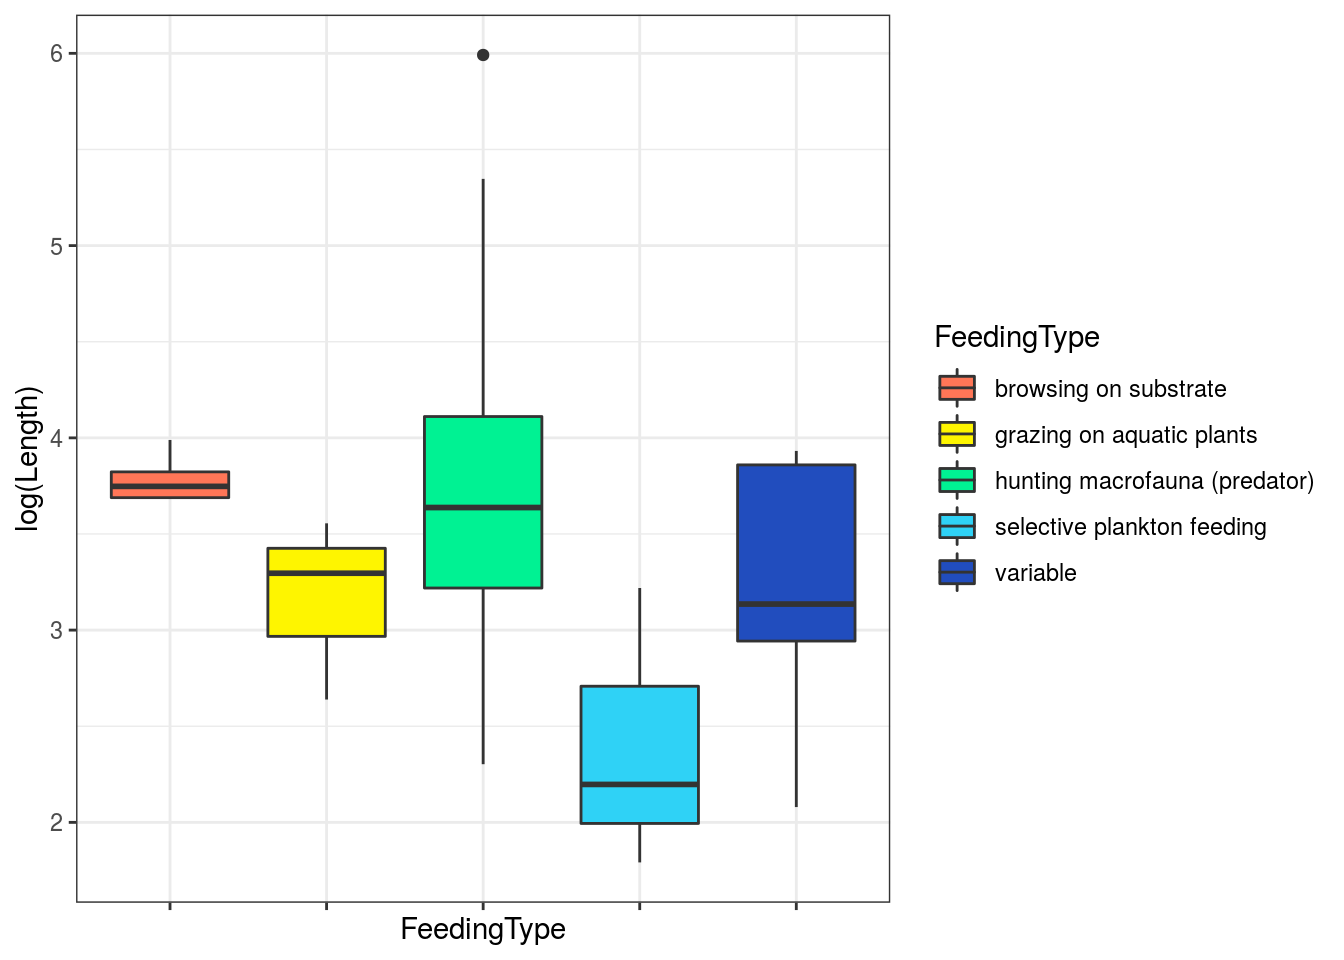 6
5
4
3
2
log(Length)
FeedingType
FeedingType
browsing on substrate
grazing on aquatic plants
hunting macrofauna (predator)
selective plankton feeding
variable